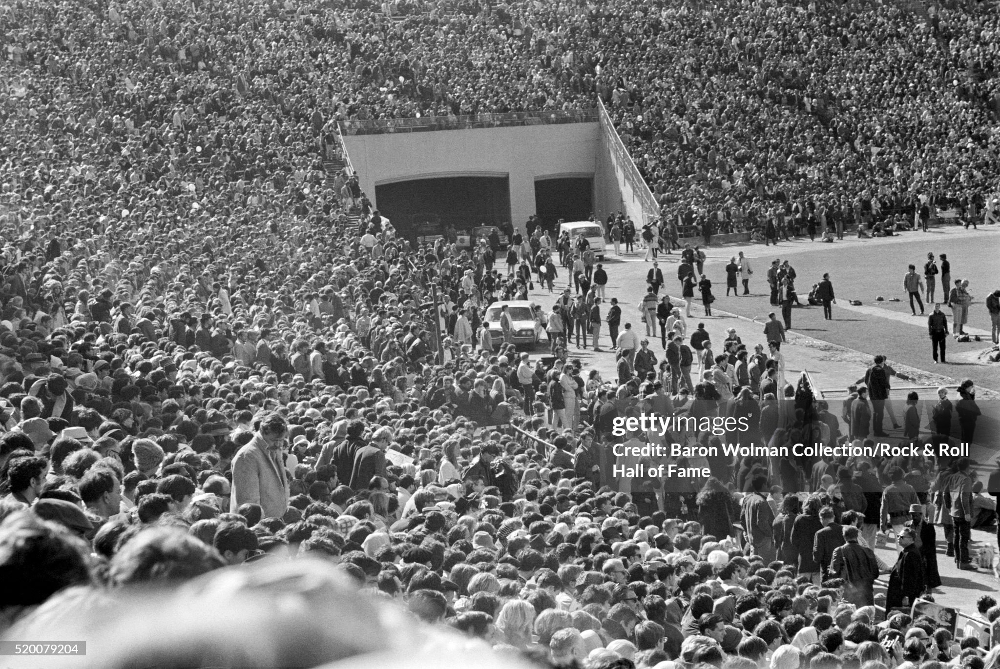 gettyimages®
Credit: Baron Wolman Collection/Rock & Roll
Hall of Fame
520079204